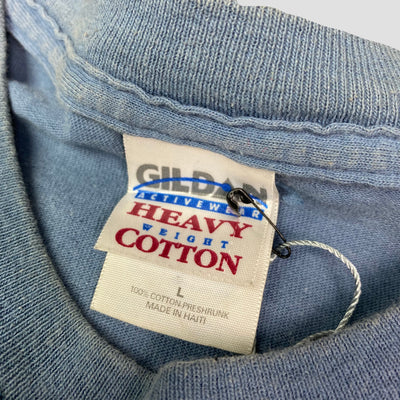 GILDAN
ACTIVEWEAR
HEAVY
WEIGHT
COTTON
L
100% COTTON-PRESHRUNK
MADE IN HAITI